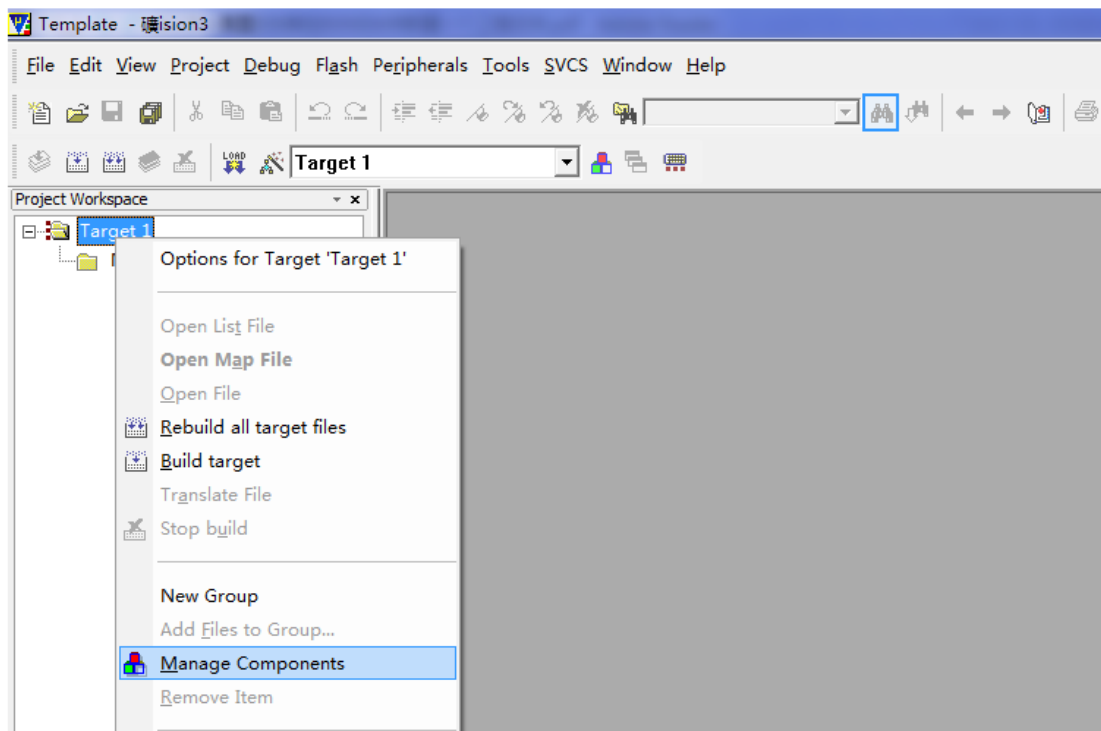 Template - 礦ision3
File Edit View Project Debug Flash Peripherals Tools SVCS Window Help
LOAD Target 1
Project Workspace
Target 1
Options for Target 'Target 1'
Open List File
Open Map File
Open File
Rebuild all target files
Build target
Translate File
Stop build
New Group
Add Files to Group...
Manage Components
Remove Item